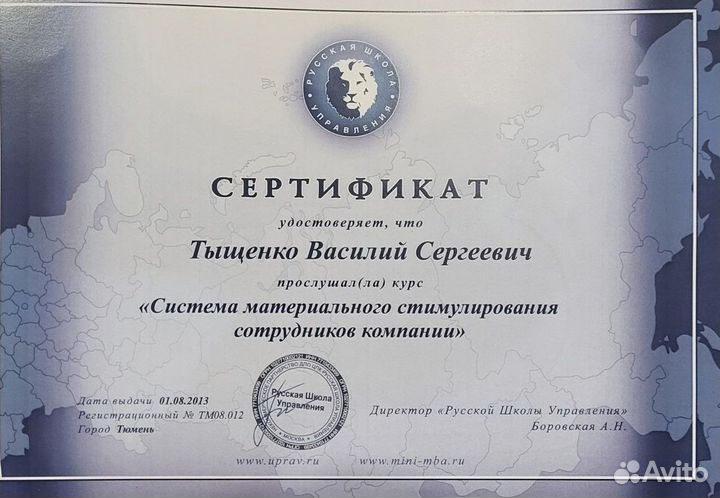 РУССКАЯ ШКОЛА
УПРАВЛЕНИЯ
СЕРТИФИКАТ
удостоверяет, что
Тыщенко Василий Сергеевич
прослушал(ла) курс
«Система материального стимулирования
сотрудников компании»
Русская Школа
Управления
МОСКВА
Дата выдачи 01.08.2013
Регистрационный № ТМ08.012
Город Тюмень
Директор «Русской Школы Управления»
Боровская А.Н.
www.uprav.ru
www.mini-mba.ru
Avito